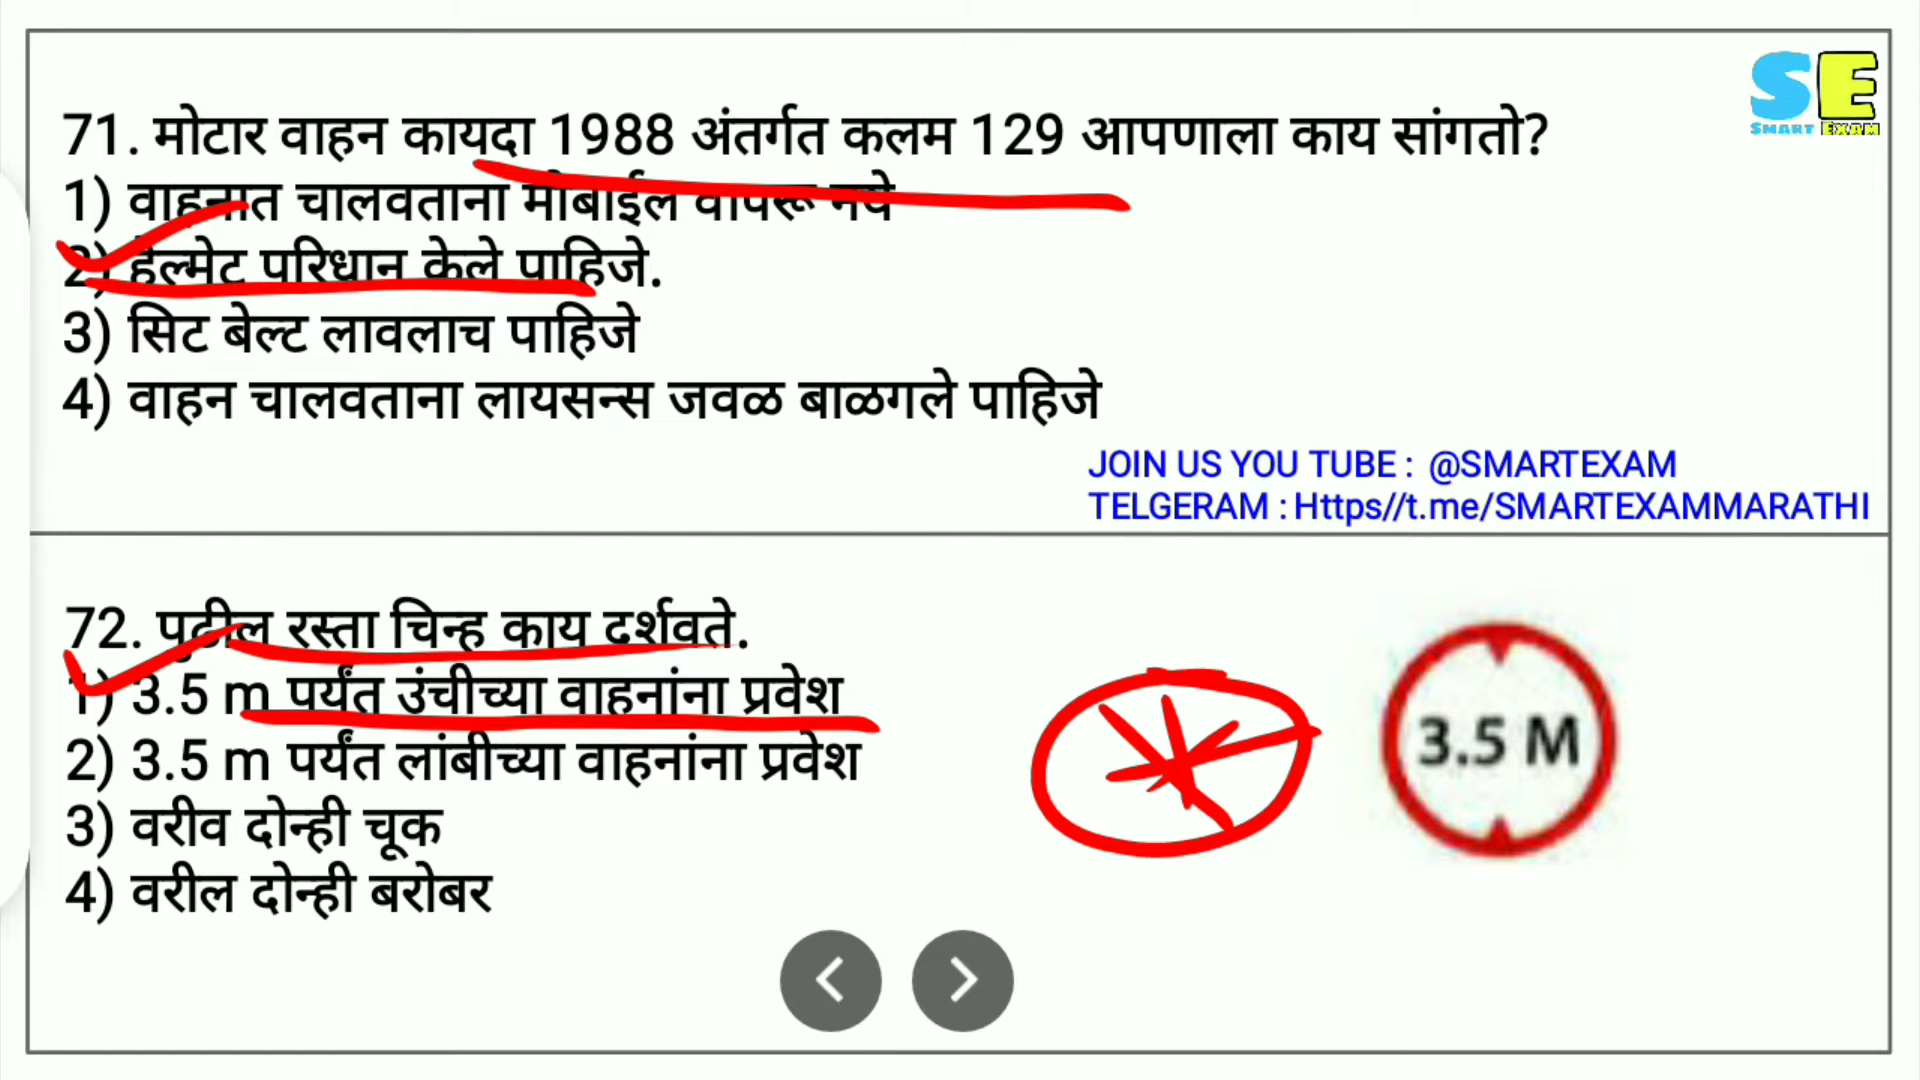 SE
SMART EXAM
71. मोटार वाहन कायदा 1988 अंतर्गत कलम 129 आपणाला काय सांगतो?
1) वाहनात चालवताना मोबाईल वापरू नये
2) हेल्मेट परिधान केले पाहिजे.
3) सिट बेल्ट लावलाच पाहिजे
4) वाहन चालवताना लायसन्स जवळ बाळगले पाहिजे
JOIN US YOU TUBE : @SMARTEXAM
TELGERAM : Https//t.me/SMARTEXAMMARATHI
72. पुढील रस्ता चिन्ह काय दर्शवते.
1) 3.5 m पर्यंत उंचीच्या वाहनांना प्रवेश
2) 3.5 m पर्यंत लांबीच्या वाहनांना प्रवेश
3) वरीव दोन्ही चूक
4) वरील दोन्ही बरोबर
3.5 M